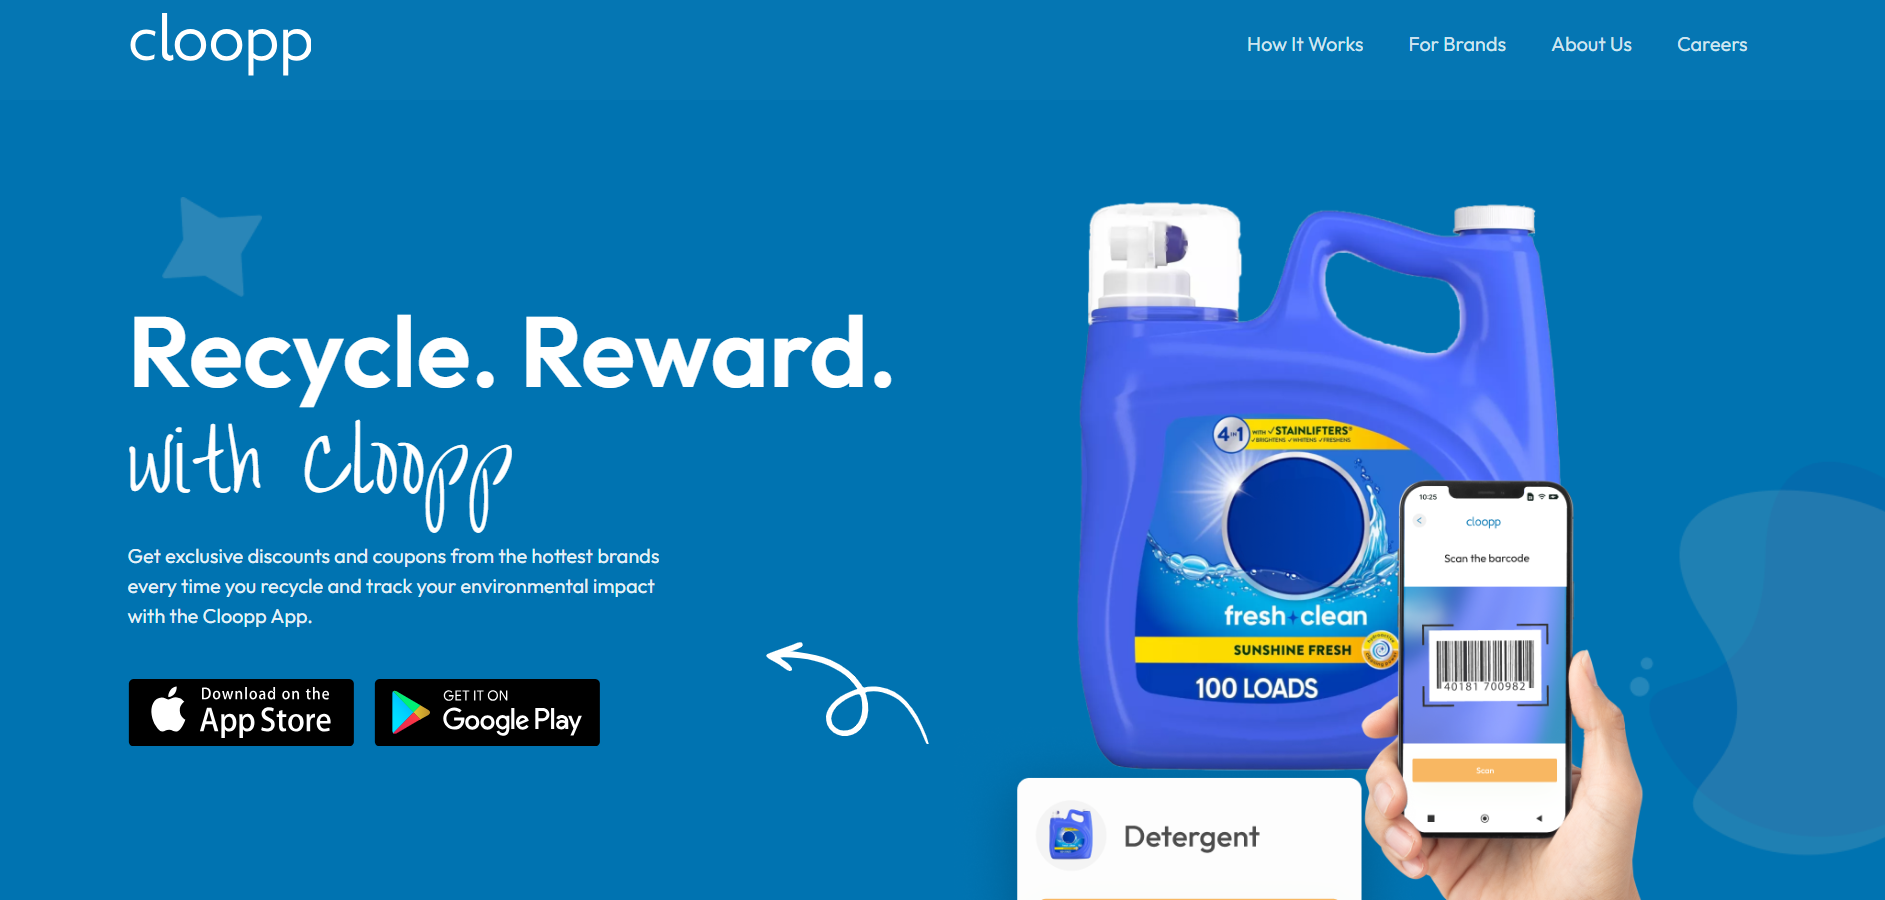 cloopp
How It Works
For Brands
About Us
Careers
Recycle. Reward.
with cloopp
Get exclusive discounts and coupons from the hottest brands
every time you recycle and track your environmental impact
with the Cloopp App.
Download on the
App Store
GET IT ON
Google Play
4 IN 1 WITH ✓STAINLIFTERS®
✓BRIGHTENS ✓WHITENS ✓FRESHENS
fresh clean
SUNSHINE FRESH
100 LOADS
10:25
<
cloopp
Scan the barcode
40181 700982
Scan
Detergent